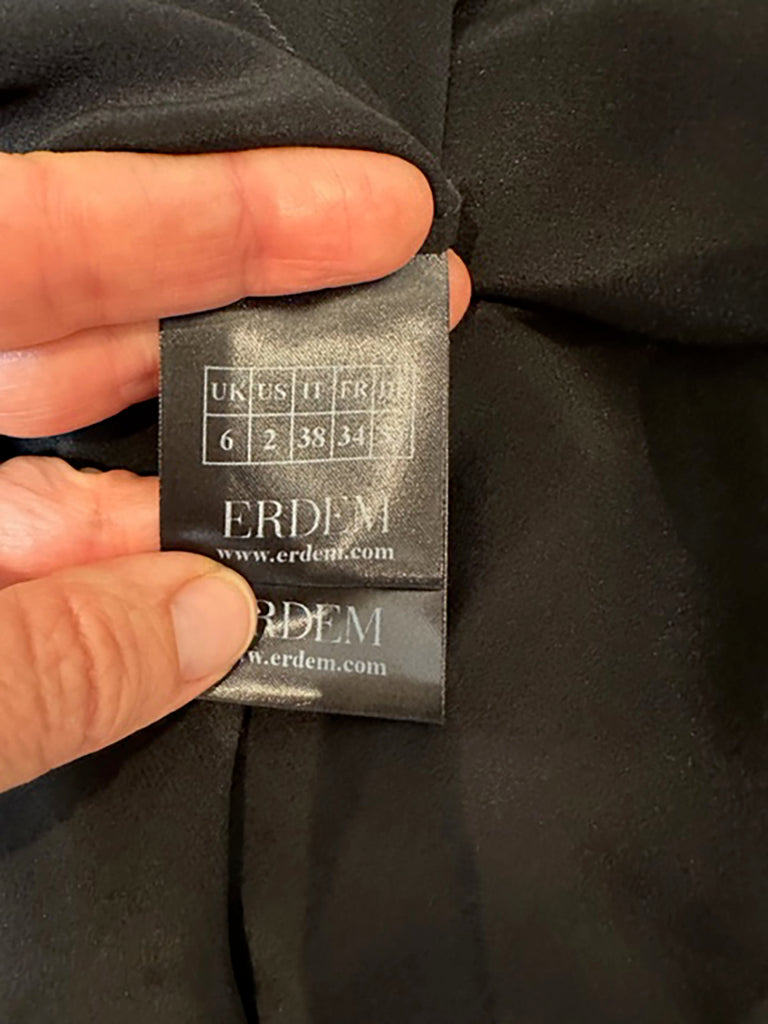 UK US IT FR
6 2 38 34
ERDEM
www.erdem.com
RDEM
w.erdem.com